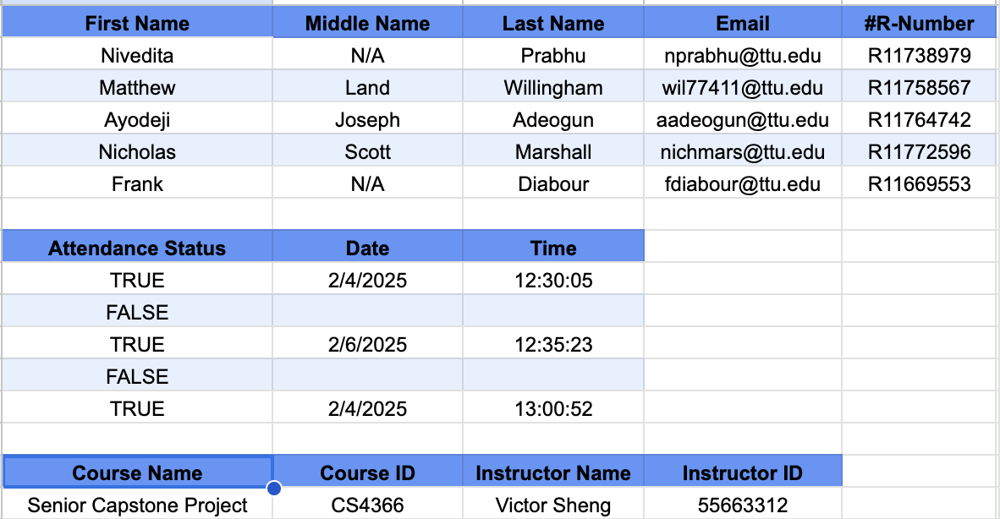 First Name Middle Name Last Name Email #R-Number
Nivedita N/A Prabhu nprabhu@ttu.edu R11738979
Matthew Land Willingham wil77411@ttu.edu R11758567
Ayodeji Joseph Adeogun aadeogun@ttu.edu R11764742
Nicholas Scott Marshall nichmars@ttu.edu R11772596
Frank N/A Diabour fdiabour@ttu.edu R11669553
Attendance Status Date Time
TRUE 2/4/2025 12:30:05
FALSE
TRUE 2/6/2025 12:35:23
FALSE
TRUE 2/4/2025 13:00:52
Course Name Course ID Instructor Name Instructor ID
Senior Capstone Project CS4366 Victor Sheng 55663312